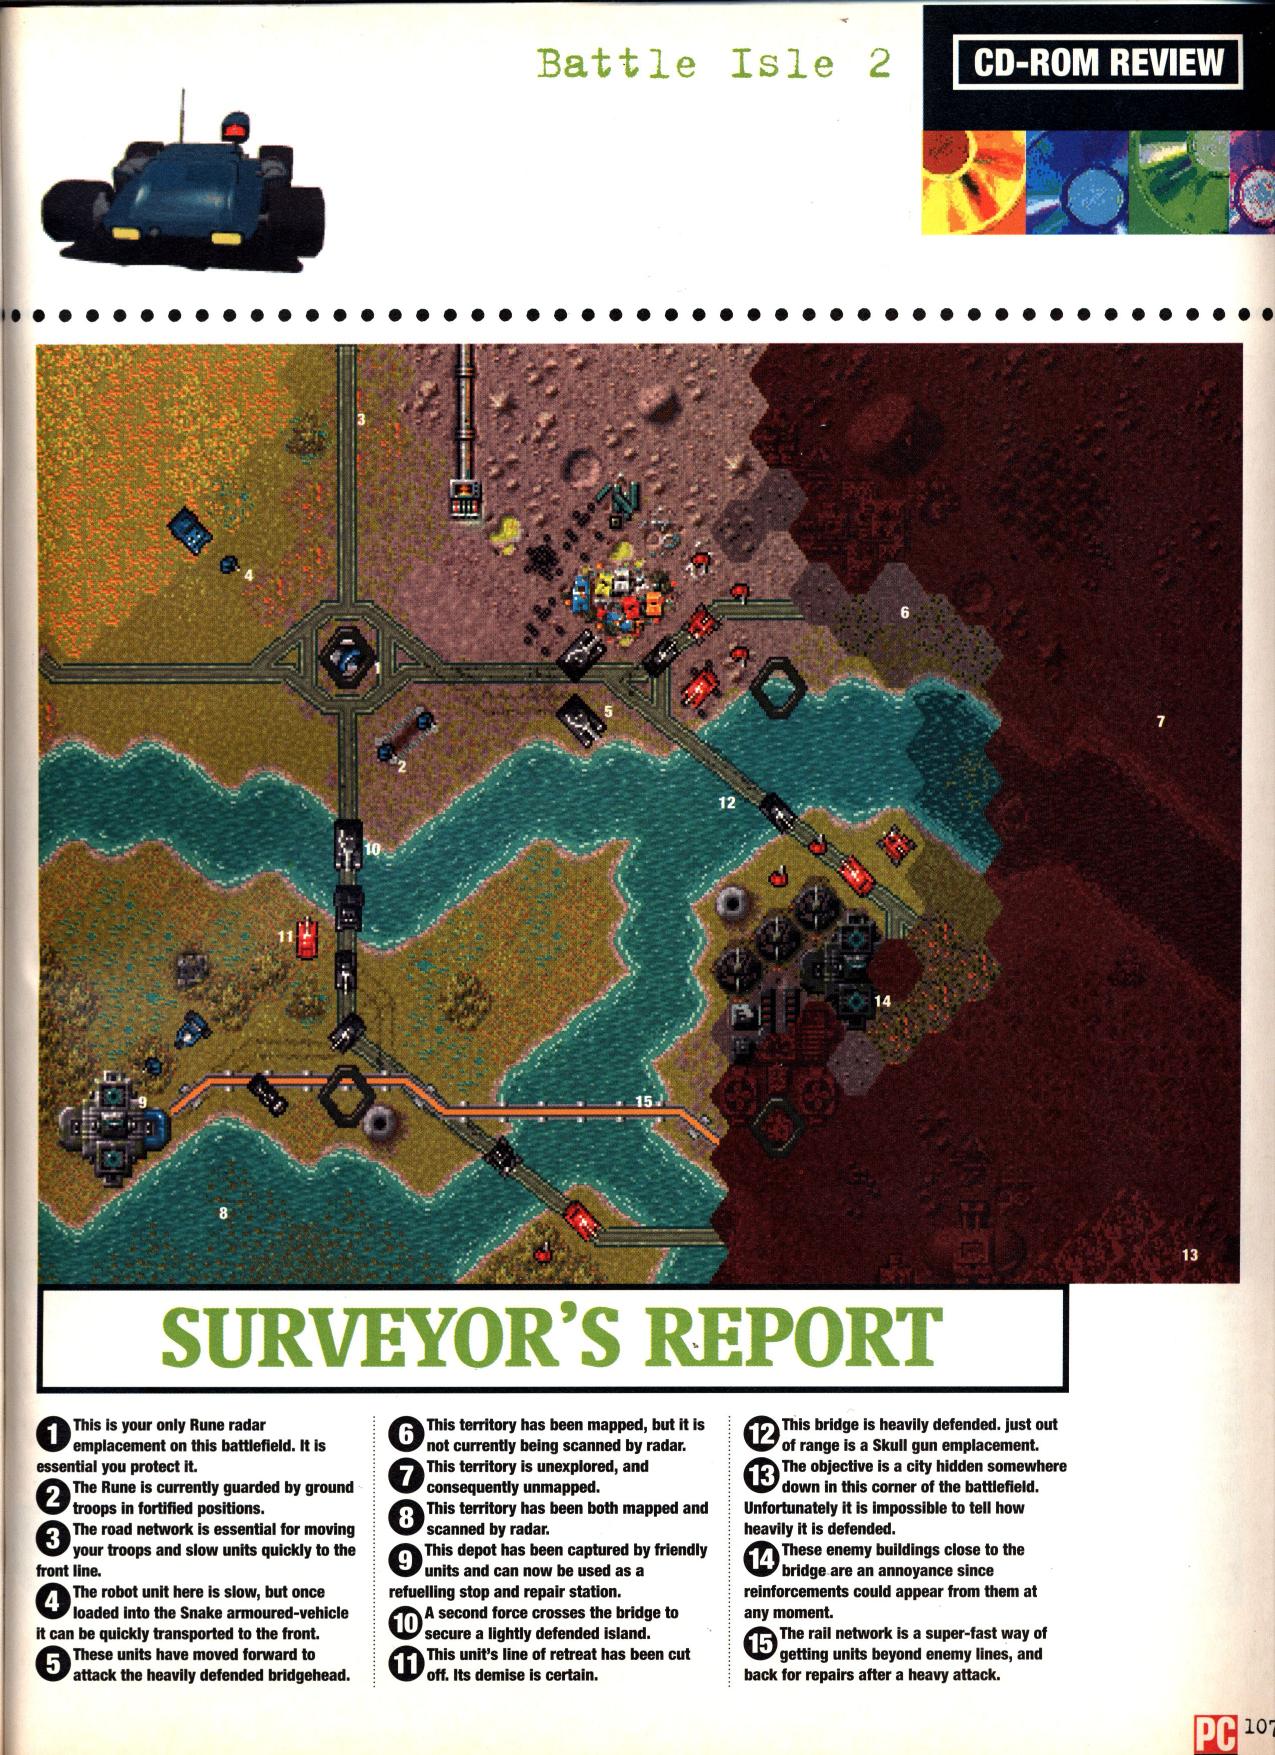 Battle Isle 2
CD-ROM REVIEW
3
4
6
1
5
2
7
12
10
11
14
9
15
8
13
SURVEYOR'S REPORT
1 This is your only Rune radar
emplacement on this battlefield. It is
essential you protect it.
2 The Rune is currently guarded by ground
troops in fortified positions.
3 The road network is essential for moving
your troops and slow units quickly to the
front line.
4 The robot unit here is slow, but once
loaded into the Snake armoured-vehicle
it can be quickly transported to the front.
5 These units have moved forward to
attack the heavily defended bridgehead.
6 This territory has been mapped, but it is
not currently being scanned by radar.
7 This territory is unexplored, and
consequently unmapped.
8 This territory has been both mapped and
scanned by radar.
9 This depot has been captured by friendly
units and can now be used as a
refuelling stop and repair station.
10 A second force crosses the bridge to
secure a lightly defended island.
11 This unit's line of retreat has been cut
off. Its demise is certain.
12 This bridge is heavily defended. just out
of range is a Skull gun emplacement.
13 The objective is a city hidden somewhere
down in this corner of the battlefield.
Unfortunately it is impossible to tell how
heavily it is defended.
14 These enemy buildings close to the
bridge are an annoyance since
reinforcements could appear from them at
any moment.
15 The rail network is a super-fast way of
getting units beyond enemy lines, and
back for repairs after a heavy attack.
PC 107